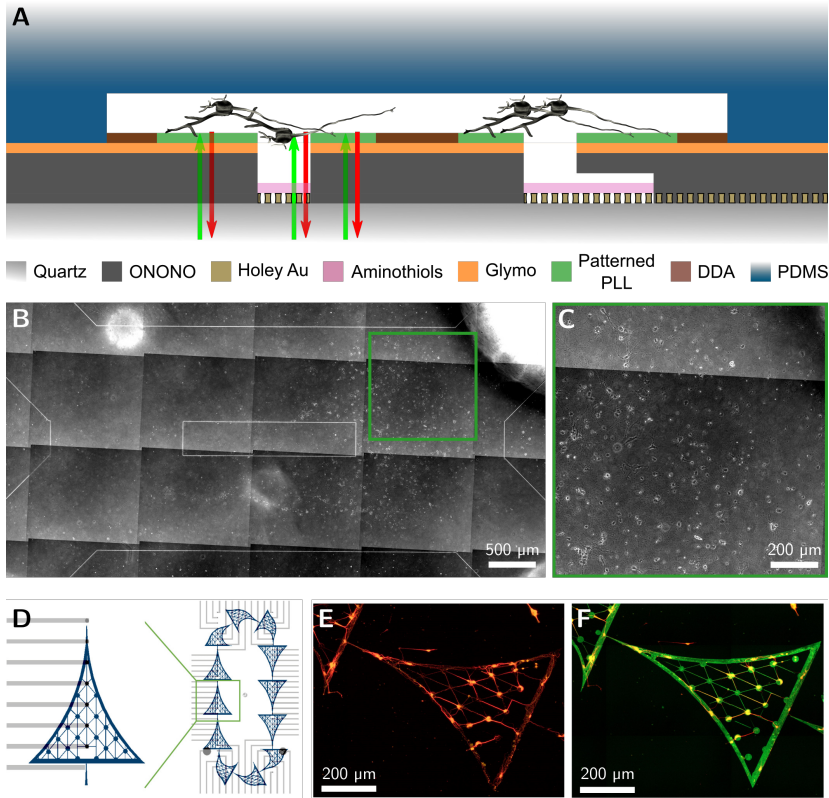 A
Quartz ONONO Holey Au Aminothiols Glymo Patterned PLL DDA PDMS
B
500 µm
C
200 µm
D
E
200 µm
F
200 µm